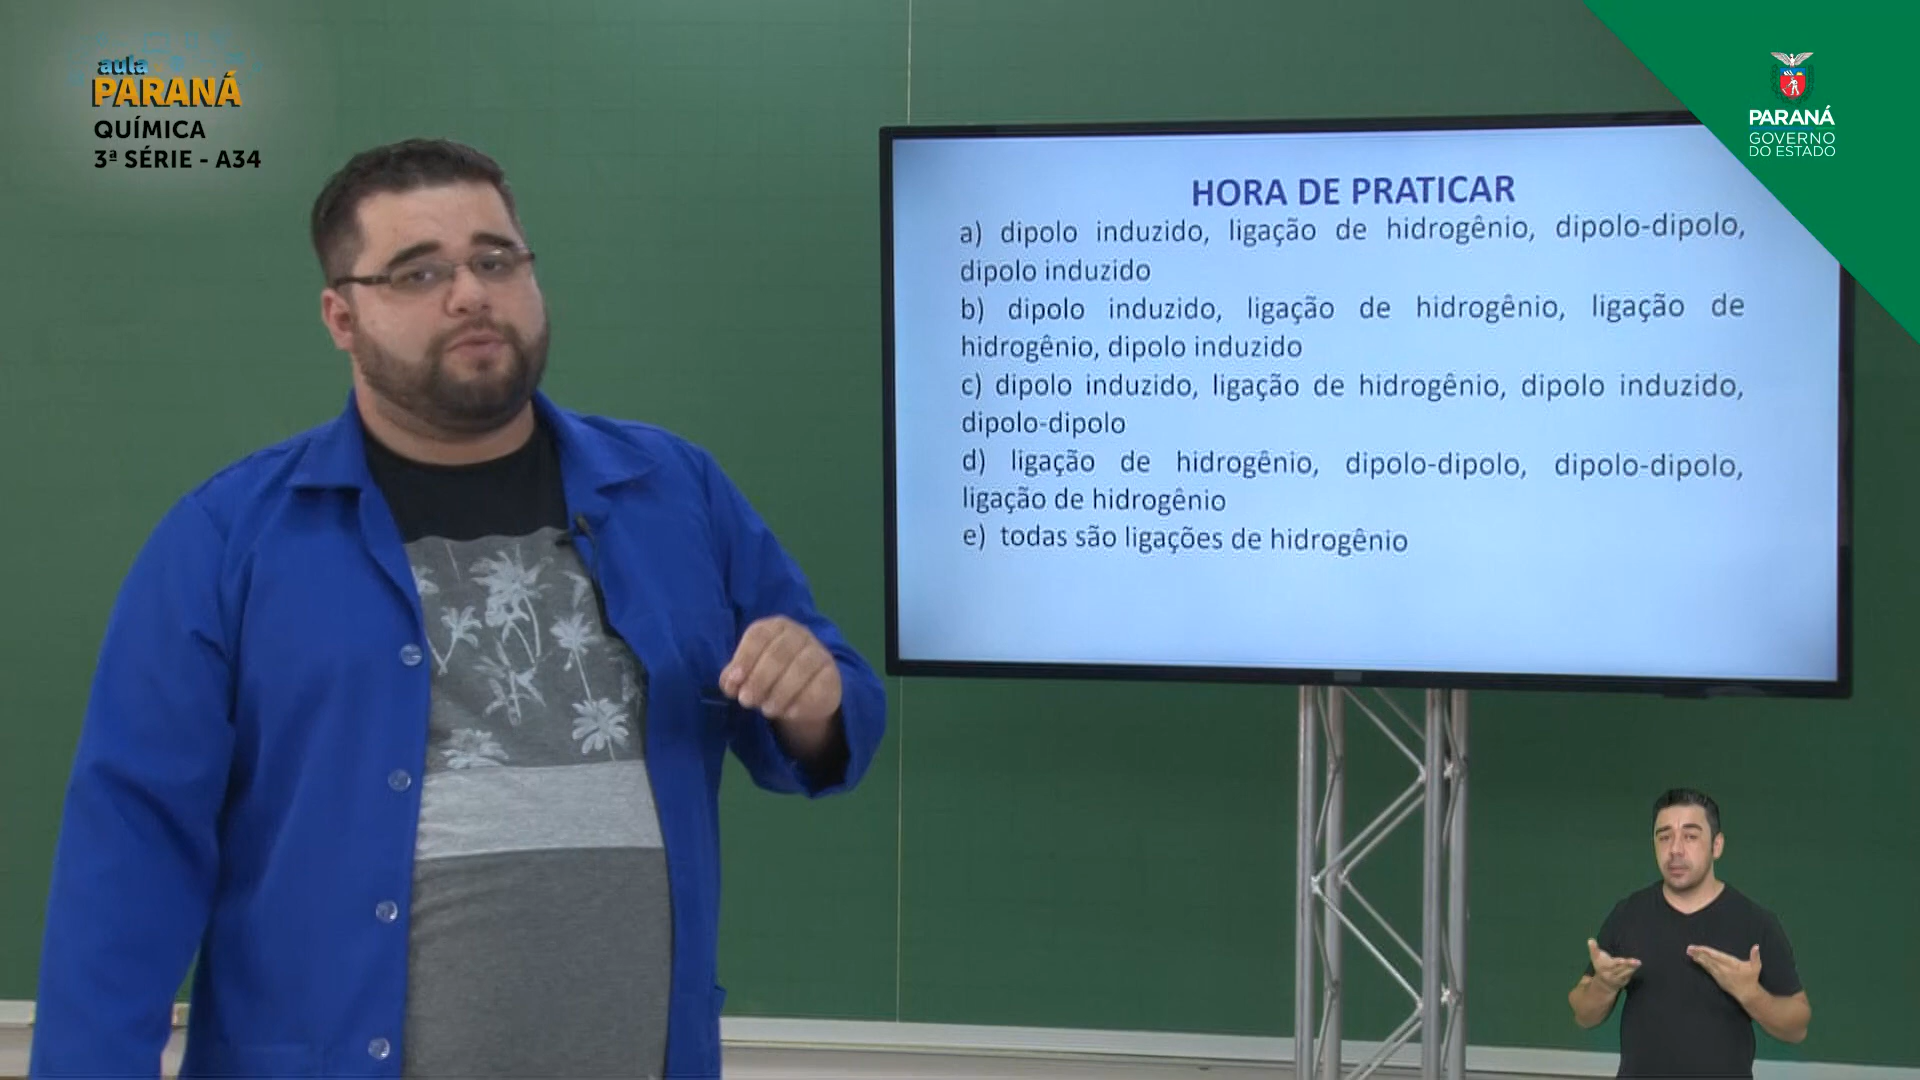 aula
PARANÁ
QUÍMICA
3ª SÉRIE - A34
PARANÁ
GOVERNO
DO ESTADO
HORA DE PRATICAR
a) dipolo induzido, ligação de hidrogênio, dipolo-dipolo,
dipolo induzido
b) dipolo induzido, ligação de hidrogênio, ligação de
hidrogênio, dipolo induzido
c) dipolo induzido, ligação de hidrogênio, dipolo induzido,
dipolo-dipolo
d) ligação de hidrogênio, dipolo-dipolo, dipolo-dipolo,
ligação de hidrogênio
e) todas são ligações de hidrogênio